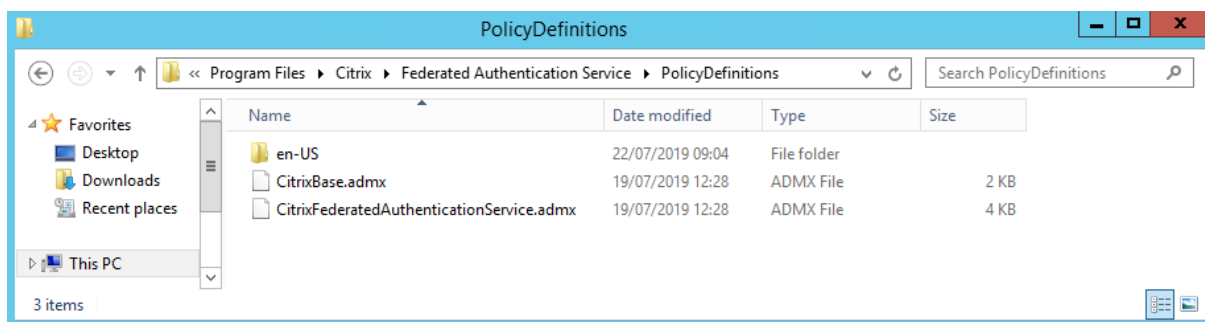 PolicyDefinitions
« Program Files Citrix Federated Authentication Service PolicyDefinitions Search PolicyDefinitions
Favorites
Desktop
Downloads
Recent places
This PC
Name Date modified Type Size
en-US 22/07/2019 09:04 File folder
CitrixBase.admx 19/07/2019 12:28 ADMX File 2 KB
CitrixFederatedAuthenticationService.admx 19/07/2019 12:28 ADMX File 4 KB
3 items